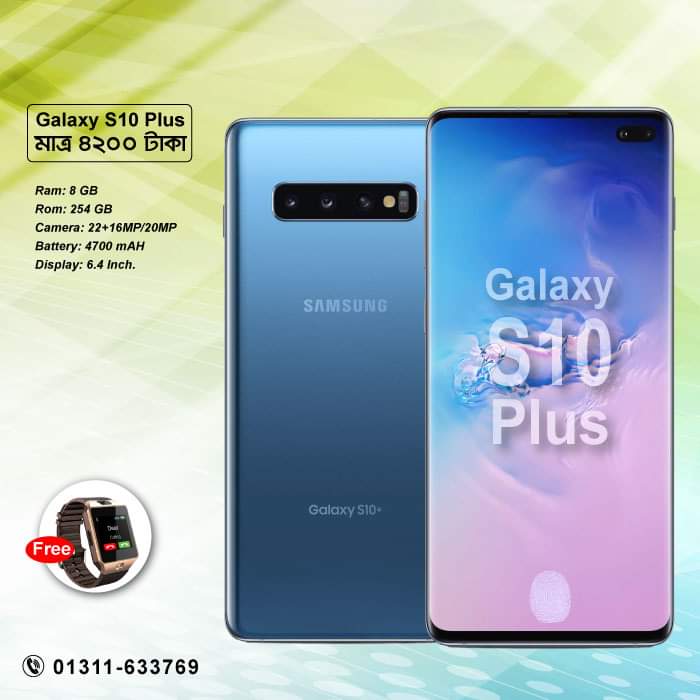 Galaxy S10 Plus
মাত্র ৪২০০ টাকা
Ram: 8 GB
Rom: 254 GB
Camera: 22+16MP/20MP
Battery: 4700 mAH
Display: 6.4 Inch.
SAMSUNG
Galaxy S10+
Galaxy
S10
Plus
Free
01311-633769